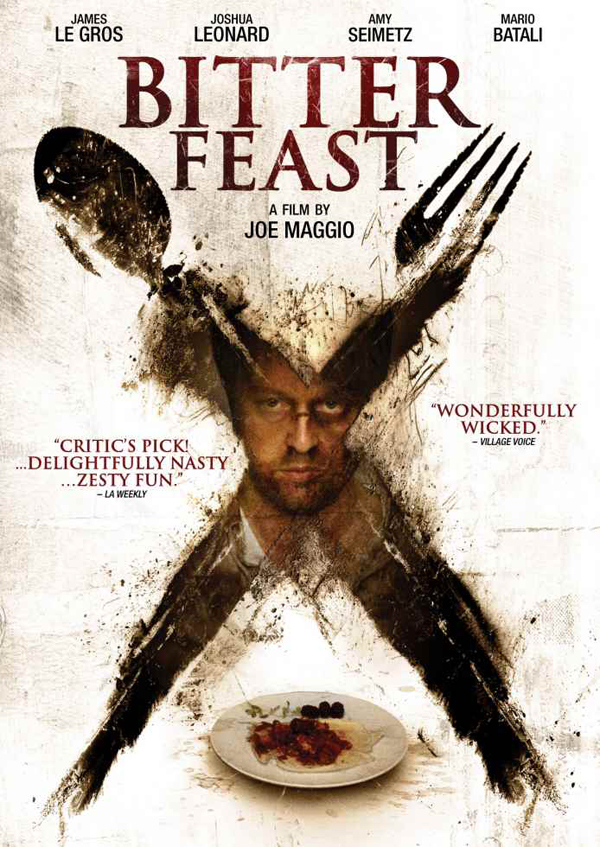 JAMES LE GROS
JOSHUA LEONARD
AMY SEIMETZ
MARIO BATALI
BITTER
FEAST
A FILM BY
JOE MAGGIO
"WONDERFULLY
WICKED."
– VILLAGE VOICE
"CRITIC'S PICK!
...DELIGHTFULLY NASTY
...ZESTY FUN."
– LA WEEKLY